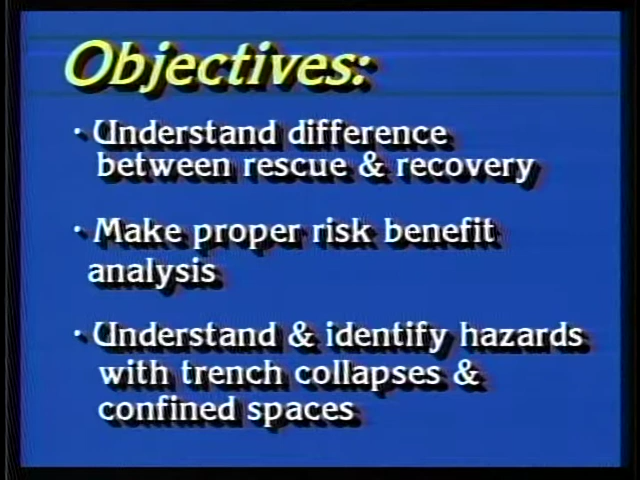 Objectives:
· Understand difference
between rescue & recovery
· Make proper risk benefit
analysis
· Understand & identify hazards
with trench collapses &
confined spaces